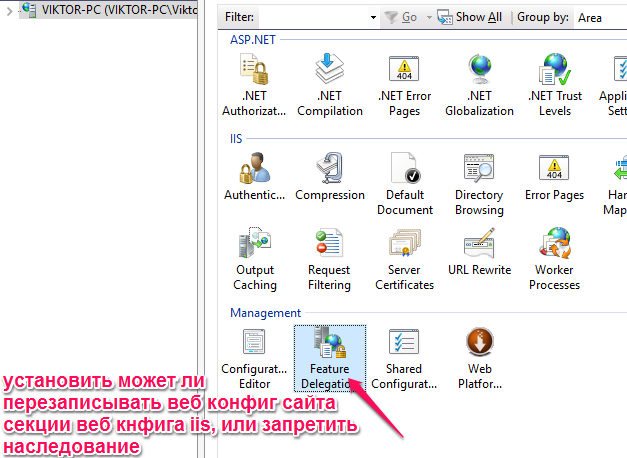 VIKTOR-PC (VIKTOR-PC\Vikto
Filter:
Go
Show All
Group by:
Area
ASP.NET
.NET Authorizat...
.NET Compilation
.NET Error Pages
.NET Globalization
.NET Trust Levels
Applic Sett
IIS
Authentic...
Compression
Default Document
Directory Browsing
Error Pages
Han Map
Output Caching
Request Filtering
Server Certificates
URL Rewrite
Worker Processes
Management
Configurat... Editor
Feature Delegatio...
Shared Configurat...
Web Platfor...
установить может ли
перезаписывать веб конфиг сайта
секции веб кнфига iis, или запретить
наследование
404
404